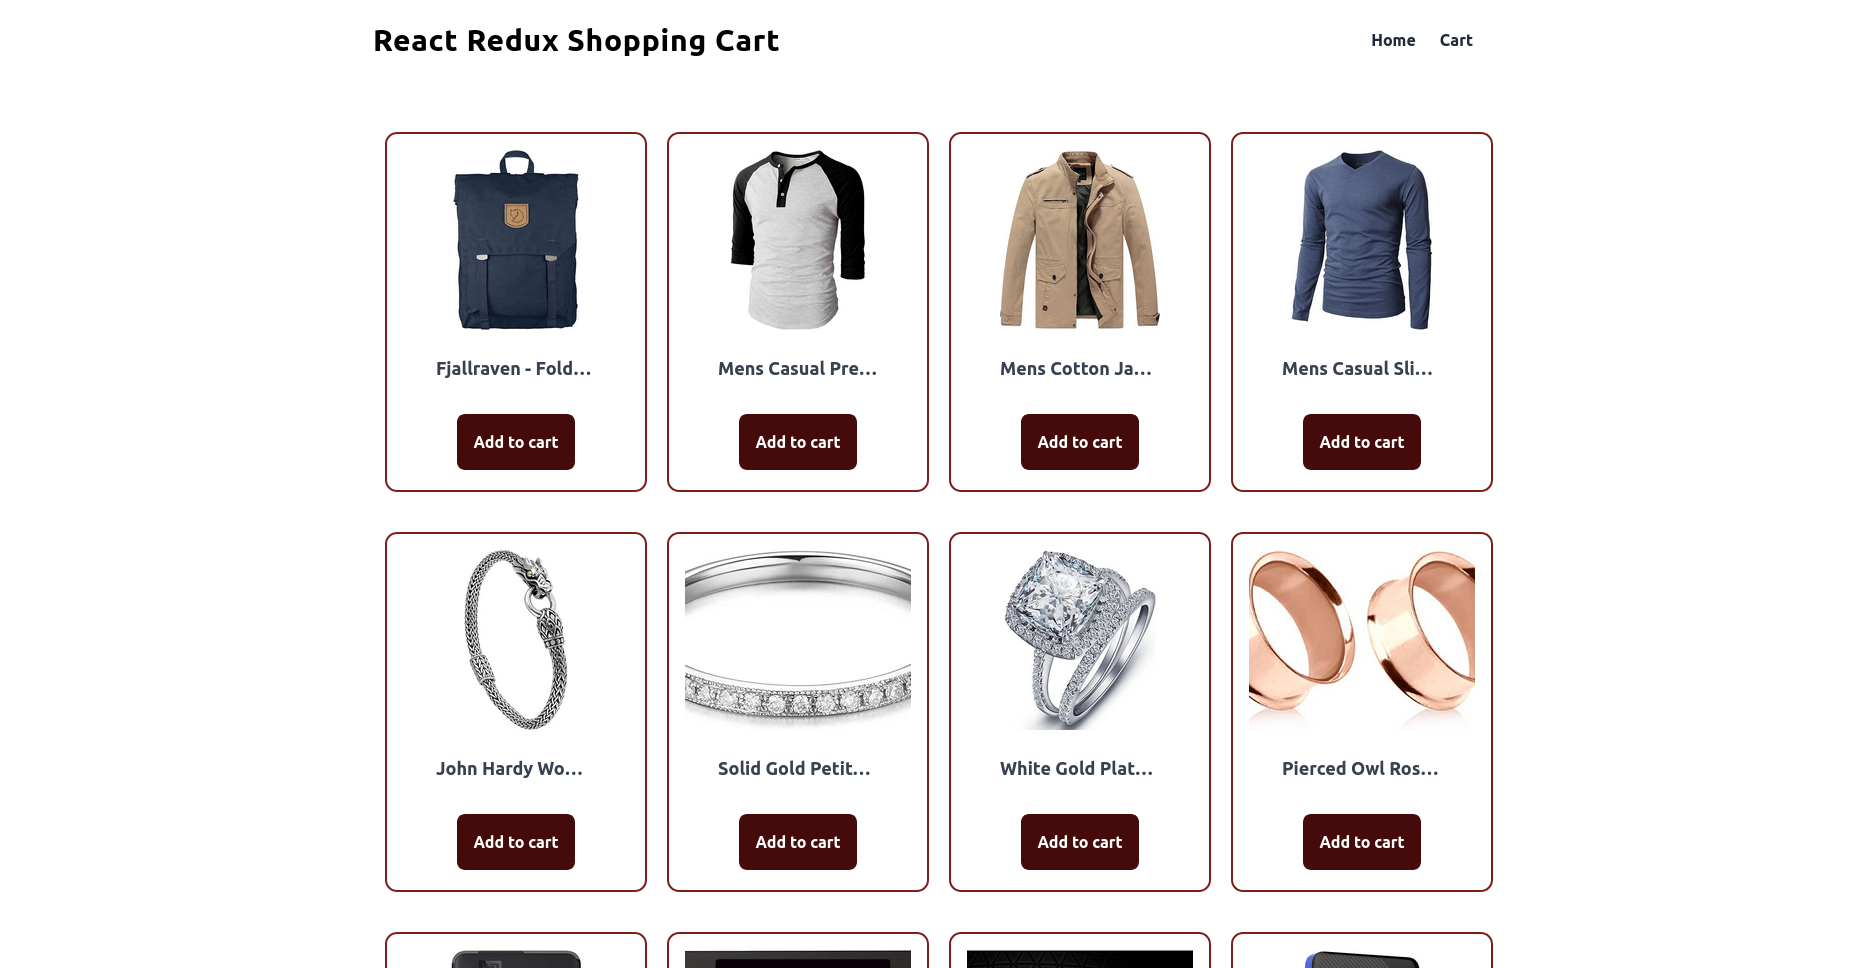 React Redux Shopping Cart
Home Cart
Fjallraven - Fold...
Mens Casual Pre...
Mens Cotton Ja...
Mens Casual Sli...
Add to cart
Add to cart
Add to cart
Add to cart
John Hardy Wo...
Solid Gold Petit...
White Gold Plat...
Pierced Owl Ros...
Add to cart
Add to cart
Add to cart
Add to cart